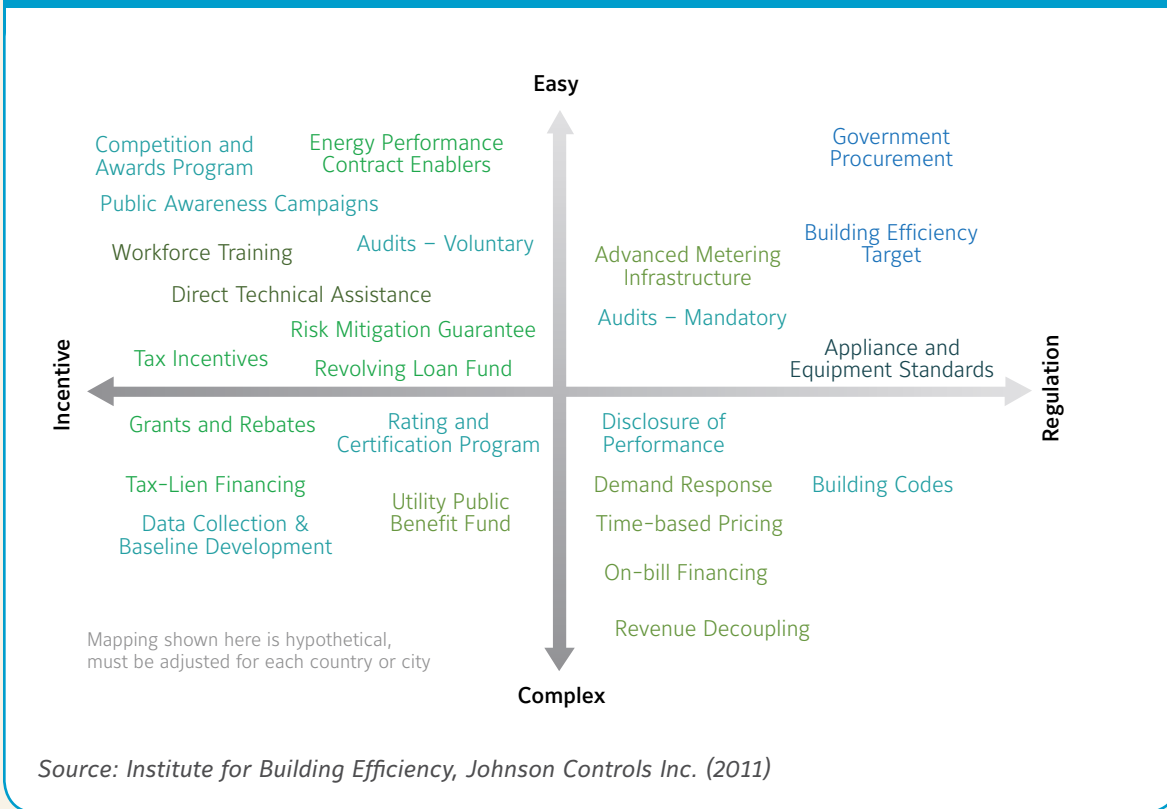 Easy
Competition and
Awards Program
Energy Performance
Contract Enablers
Government
Procurement
Public Awareness Campaigns
Workforce Training
Audits – Voluntary
Advanced Metering
Infrastructure
Building Efficiency
Target
Direct Technical Assistance
Risk Mitigation Guarantee
Audits – Mandatory
Tax Incentives
Revolving Loan Fund
Appliance and
Equipment Standards
Incentive
Regulation
Grants and Rebates
Rating and
Certification Program
Disclosure of
Performance
Tax-Lien Financing
Utility Public
Benefit Fund
Demand Response
Building Codes
Data Collection &
Baseline Development
Time-based Pricing
On-bill Financing
Revenue Decoupling
Mapping shown here is hypothetical,
must be adjusted for each country or city
Complex
Source: Institute for Building Efficiency, Johnson Controls Inc. (2011)